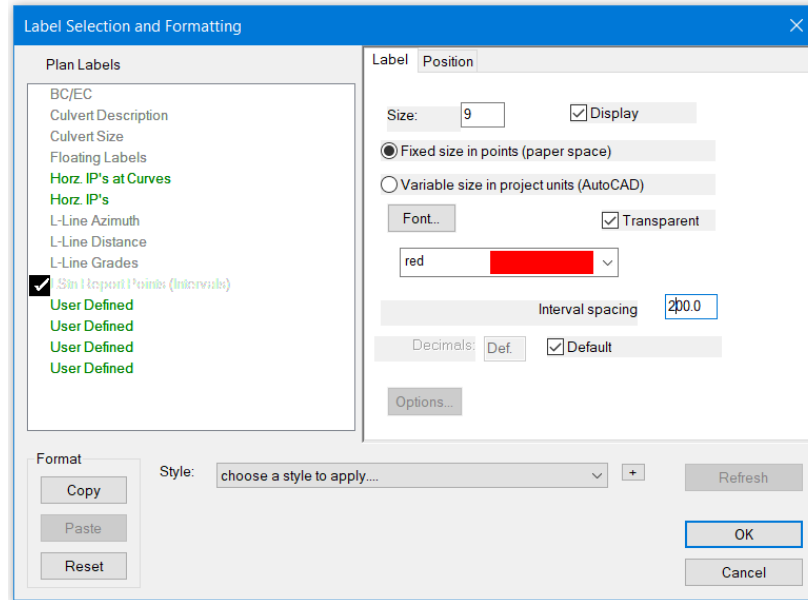 Label Selection and Formatting
Plan Labels
BC/EC
Culvert Description
Culvert Size
Floating Labels
Horz. IP's at Curves
Horz. IP's
L-Line Azimuth
L-Line Distance
L-Line Grades
Report Points (Intervals)
User Defined
User Defined
User Defined
User Defined
Label Position
Size: 9 Display
Fixed size in points (paper space)
Variable size in project units (AutoCAD)
Font... Transparent
red
Interval spacing 200.0
Decimals: Def. Default
Options...
Format
Copy
Paste
Reset
Style: choose a style to apply.... +
Refresh
OK
Cancel